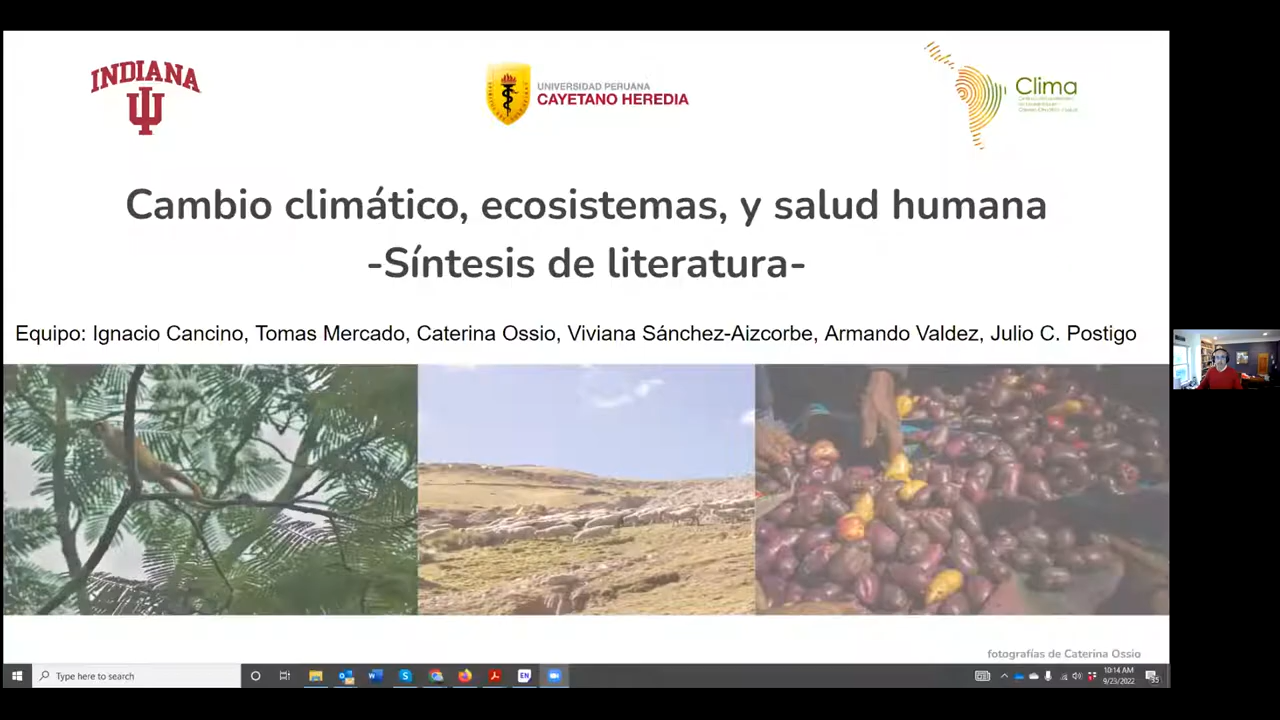 INDIANA
UNIVERSIDAD PERUANA
CAYETANO HEREDIA
Clima
Cambio climático, ecosistemas, y salud humana
-Síntesis de literatura-
Equipo: Ignacio Cancino, Tomas Mercado, Caterina Ossio, Viviana Sánchez-Aizcorbe, Armando Valdez, Julio C. Postigo
fotografías de Caterina Ossio
Type here to search
EN
10:14 AM
9/23/2022